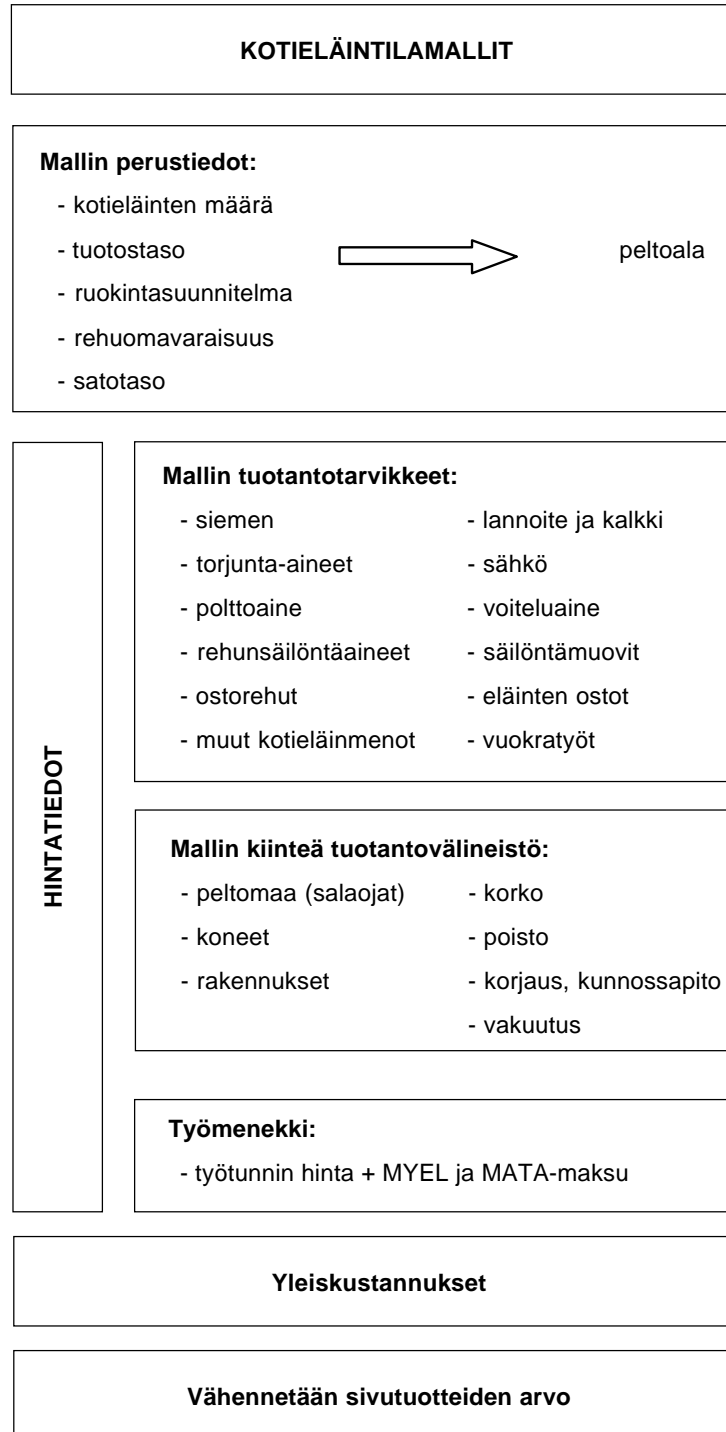 KOTIELÄINTILAMALLIT
Mallin perustiedot:
- kotieläinten määrä
- tuotostaso peltoala
- ruokintasuunnitelma
- rehuomavaraisuus
- satotaso
HINTATIEDOT
Mallin tuotantotarvikkeet:
- siemen - lannoite ja kalkki
- torjunta-aineet - sähkö
- polttoaine - voiteluaine
- rehunsäilöntäaineet - säilöntämuovit
- ostorehut - eläinten ostot
- muut kotieläinmenot - vuokratyöt
Mallin kiinteä tuotantovälineistö:
- peltomaa (salaojat) - korko
- koneet - poisto
- rakennukset - korjaus, kunnossapito
- vakuutus
Työmenekki:
- työtunnin hinta + MYEL ja MATA-maksu
Yleiskustannukset
Vähennetään sivutuotteiden arvo